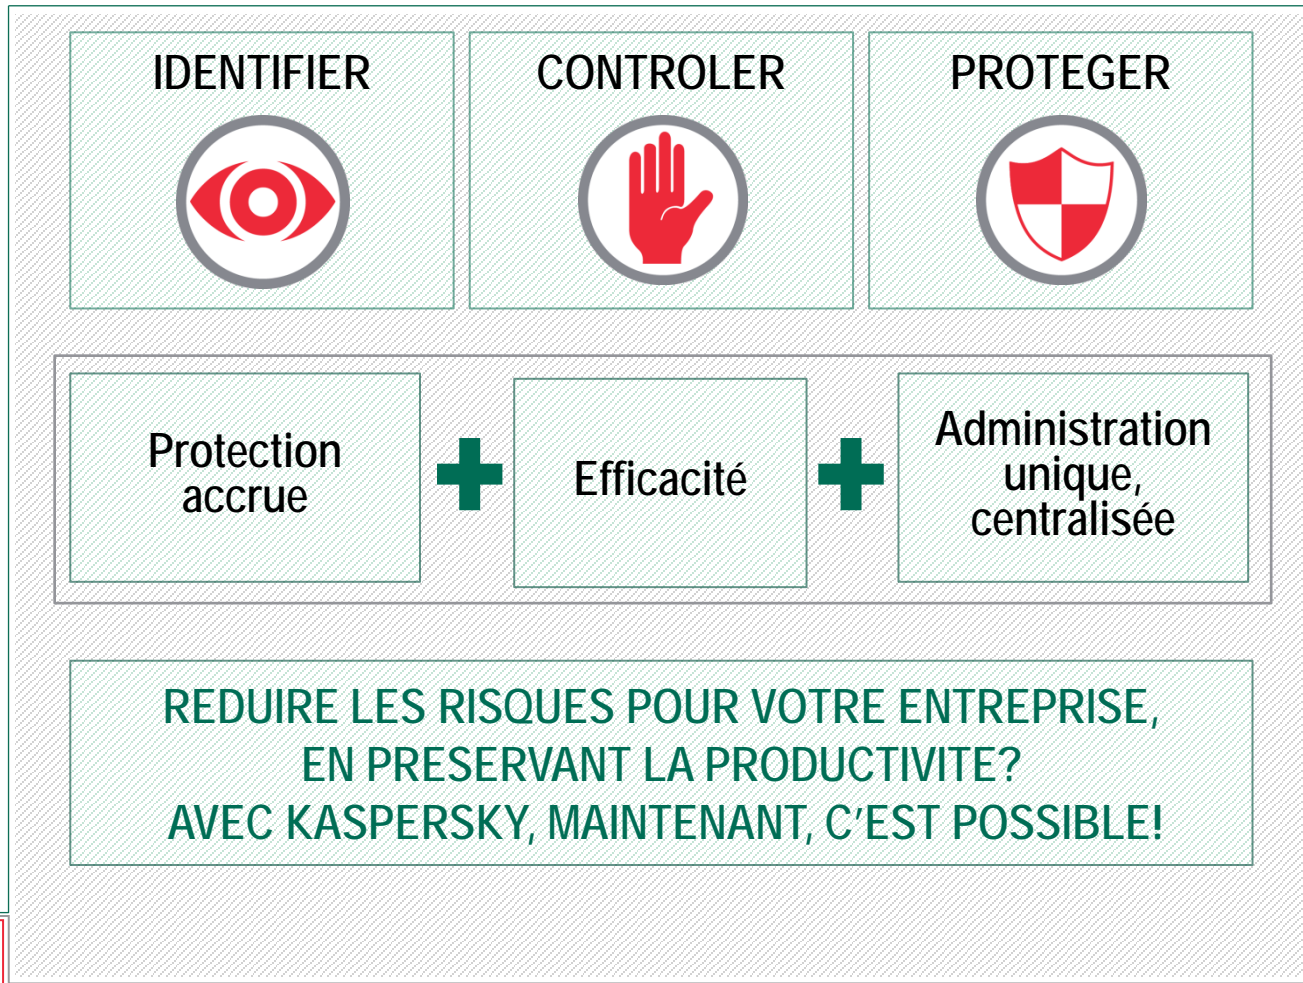 IDENTIFIER
CONTROLER
PROTEGER
Protection
accrue
Efficacité
Administration
unique,
centralisée
REDUIRE LES RISQUES POUR VOTRE ENTREPRISE,
EN PRESERVANT LA PRODUCTIVITE?
AVEC KASPERSKY, MAINTENANT, C’EST POSSIBLE!